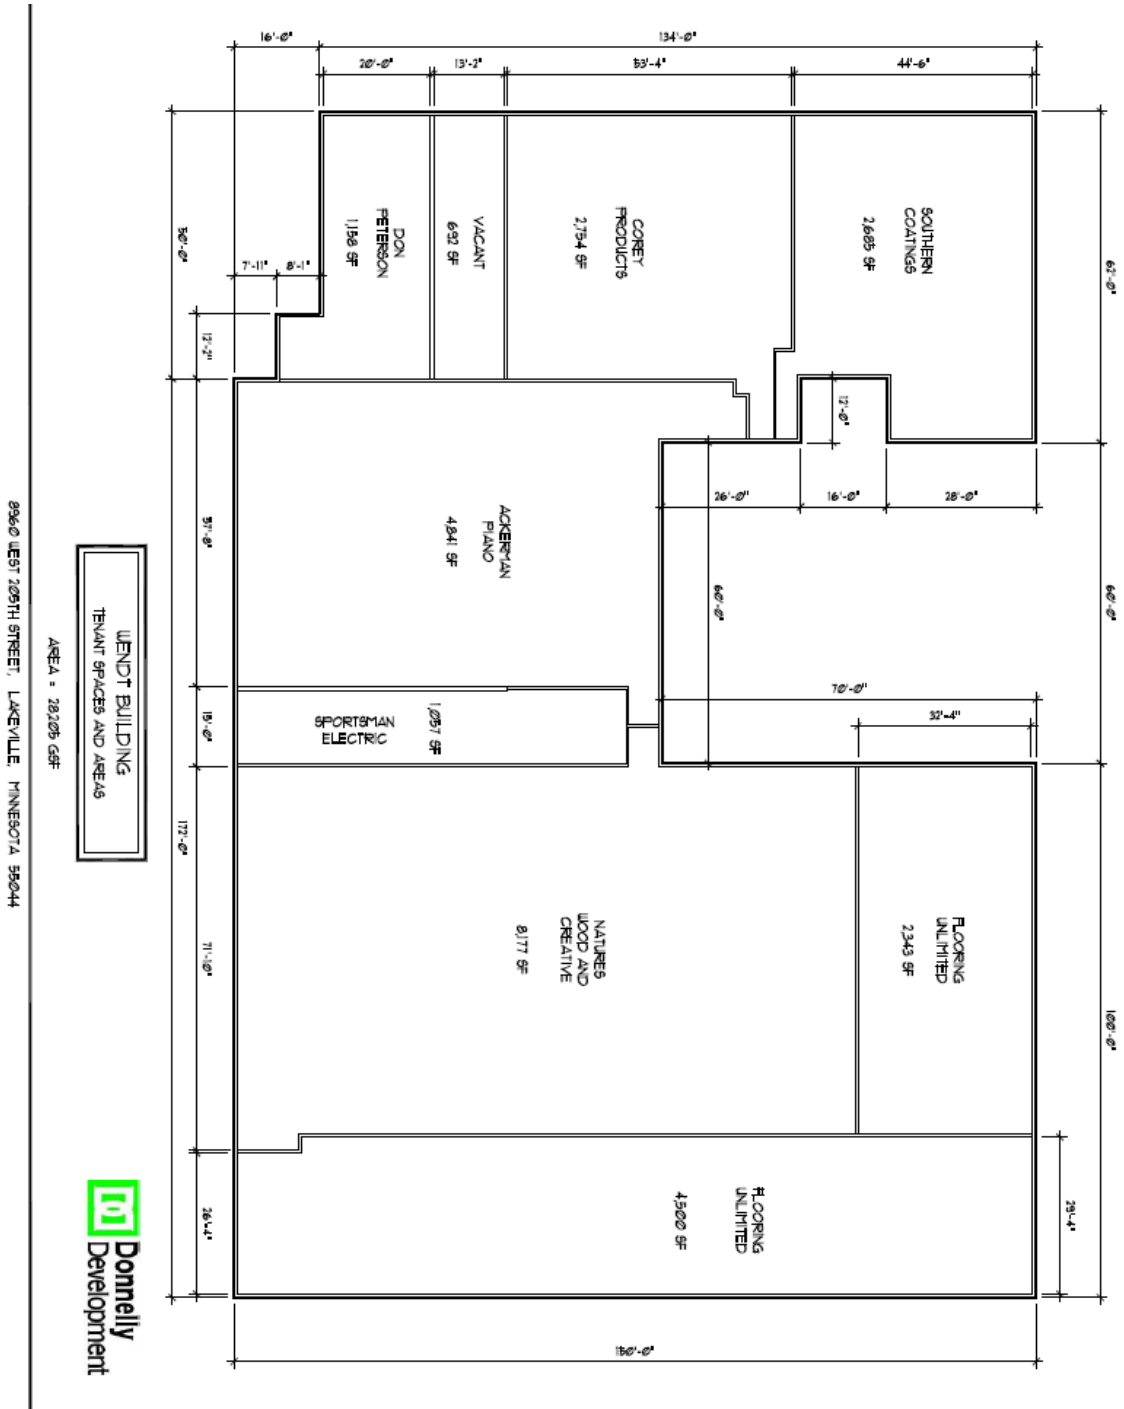 16'-0"
134'-0"
20'-0"
13'-2"
53'-4"
44'-6"
DON
PETERSON
1,158 SF
VACANT
692 SF
COREY
PRODUCTS
2,754 SF
SOUTHERN
COATINGS
2,685 SF
62'-0"
50'-0"
7'-11"
8'-1"
12'-2"
12'-0"
26'-0"
16'-0"
28'-0"
ACKERMAN
PIANO
4,841 SF
57'-8"
60'-0"
60'-0"
70'-0"
32'-4"
15'-0"
SPORTSMAN
ELECTRIC
1,057 SF
172'-0"
71'-10"
NATURES
WOOD AND
CREATIVE
8,177 SF
FLOORING
UNLIMITED
2,343 SF
100'-0"
26'-4"
FLOORING
UNLIMITED
4,500 SF
29'-4"
150'-0"
WENDT BUILDING
TENANT SPACES AND AREAS
AREA = 28,205 GSF
8960 WEST 205TH STREET, LAKEVILLE, MINNESOTA 55044
Donnelly
Development